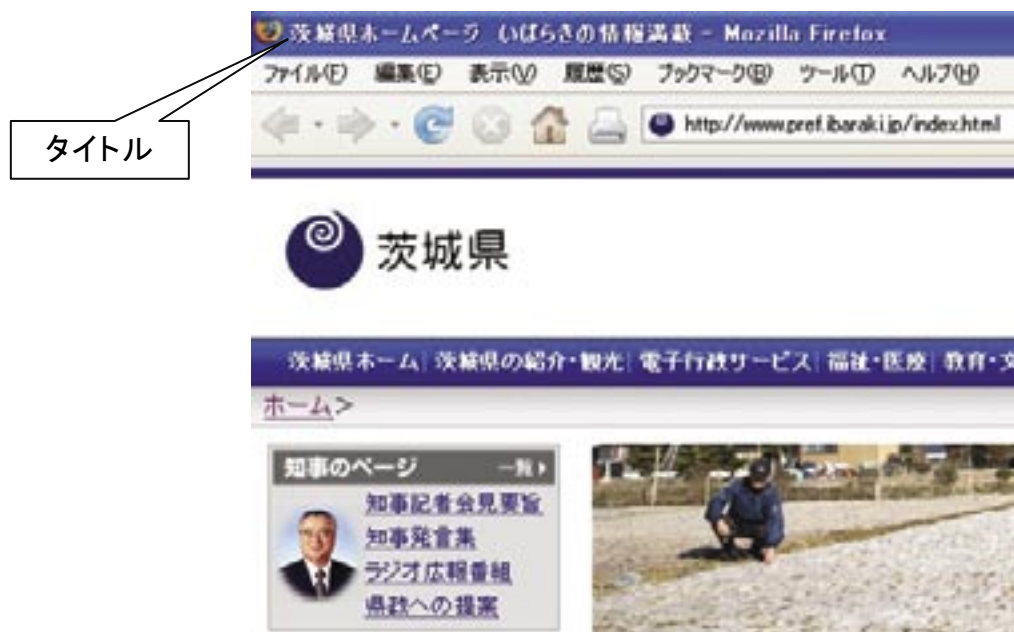 茨城県ホームページ いばらきの情報満載 - Mozilla Firefox
ファイル(F) 編集(E) 表示(V) 履歴(S) ブックマーク(B) ツール(T) ヘルプ(H)
http://www.pref.ibaraki.jp/index.html
タイトル
茨城県
茨城県ホーム| 茨城県の紹介・観光| 電子行政サービス| 福祉・医療| 教育・文
ホーム>
知事のページ 一覧
知事記者会見要旨
知事発言集
ラジオ広報番組
県政への提案